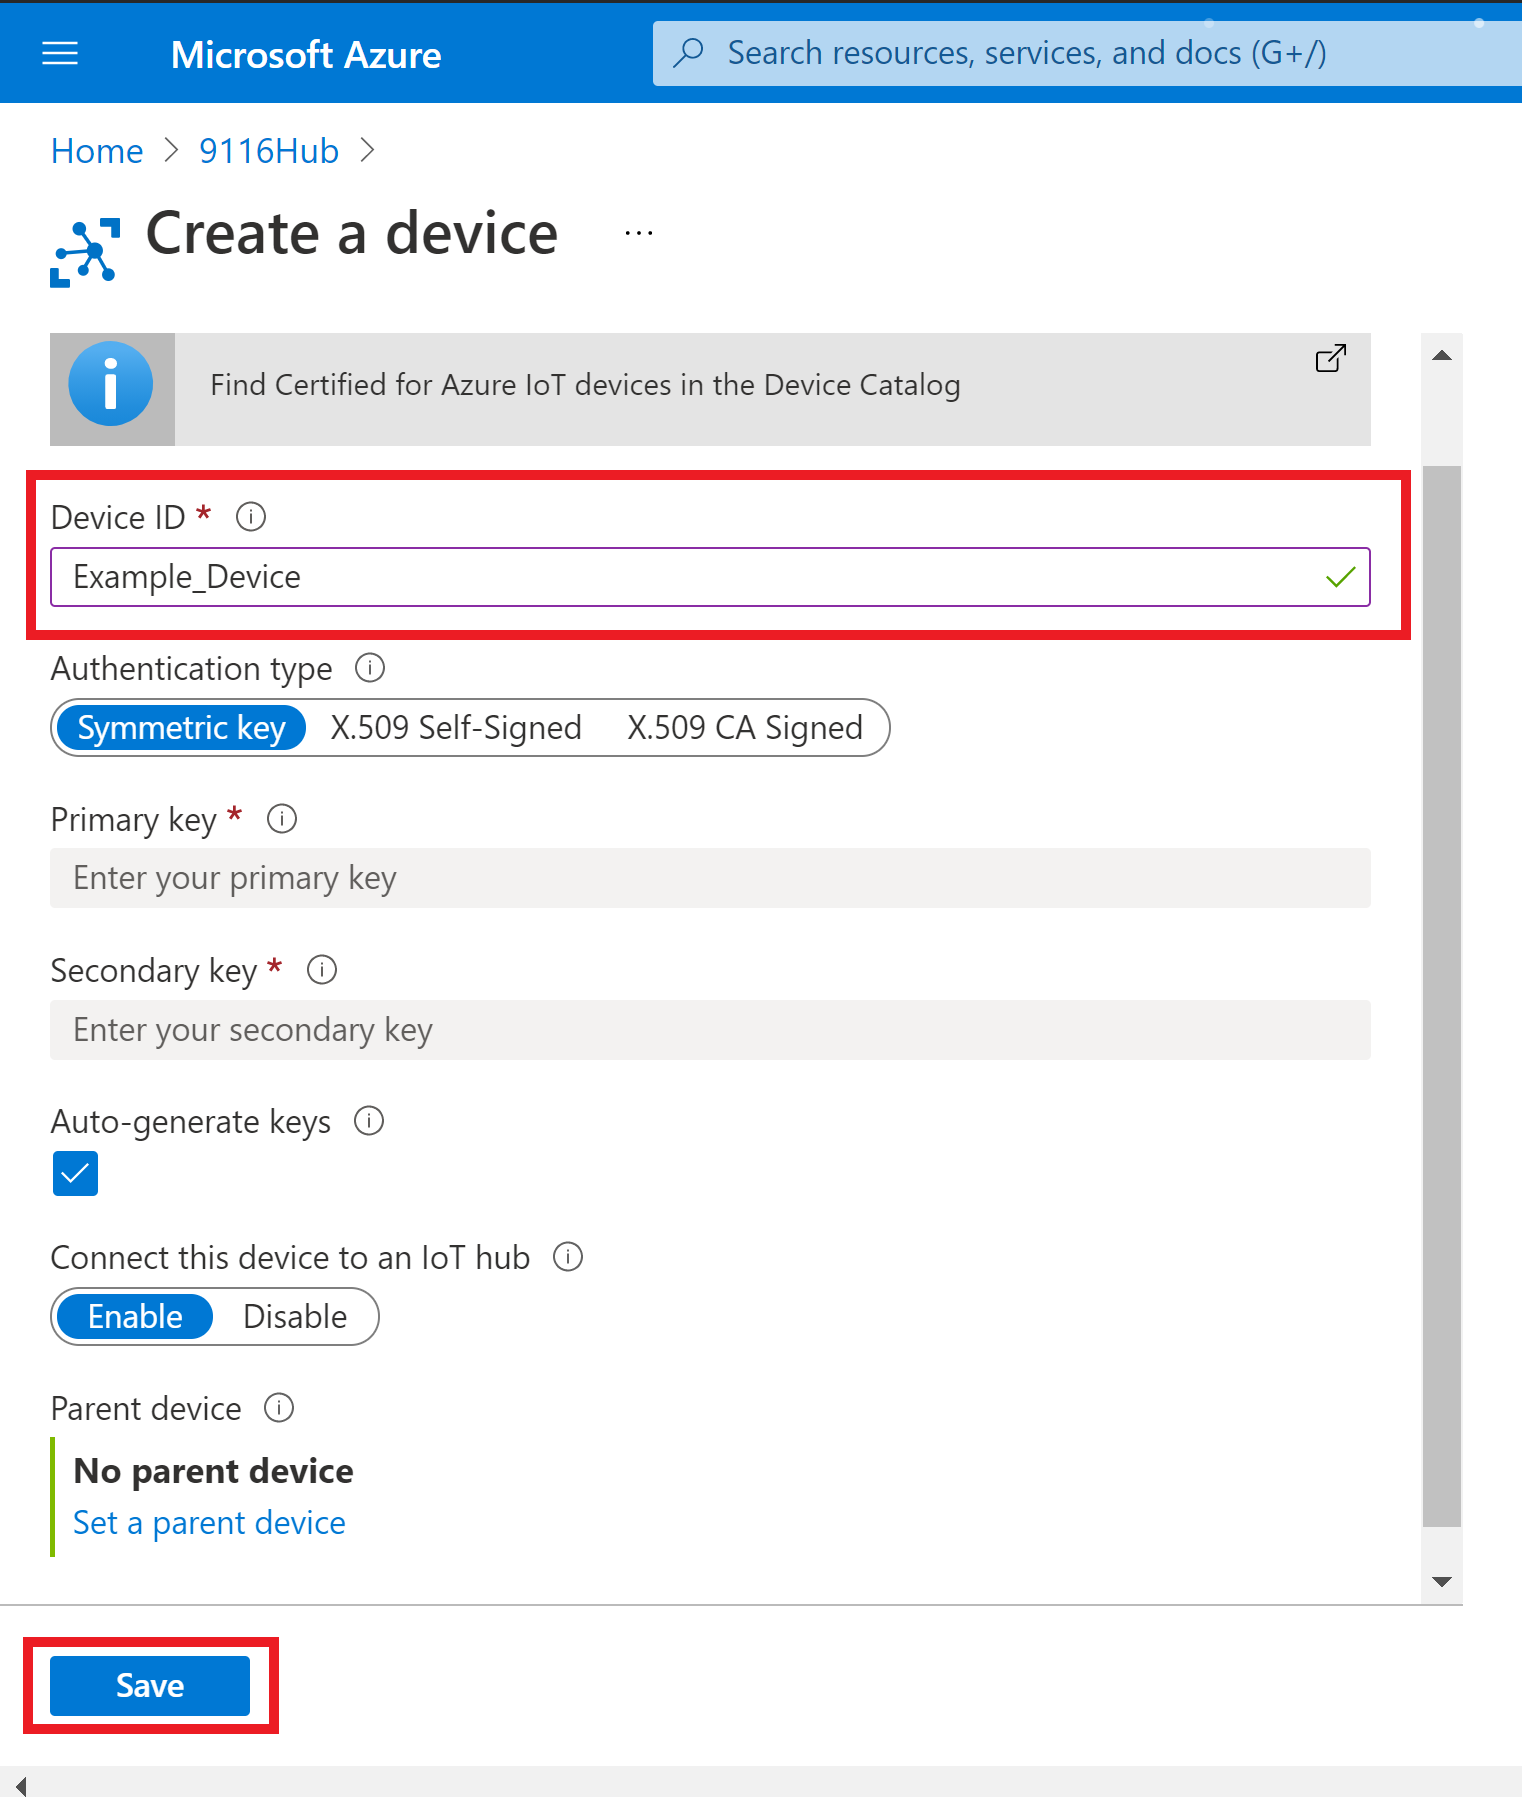 Microsoft Azure
Search resources, services, and docs (G+/)
Home > 9116Hub >
Create a device ...
Find Certified for Azure IoT devices in the Device Catalog
Device ID *
Example_Device
Authentication type
Symmetric key X.509 Self-Signed X.509 CA Signed
Primary key *
Enter your primary key
Secondary key *
Enter your secondary key
Auto-generate keys
Connect this device to an IoT hub
Enable Disable
Parent device
No parent device
Set a parent device
Save